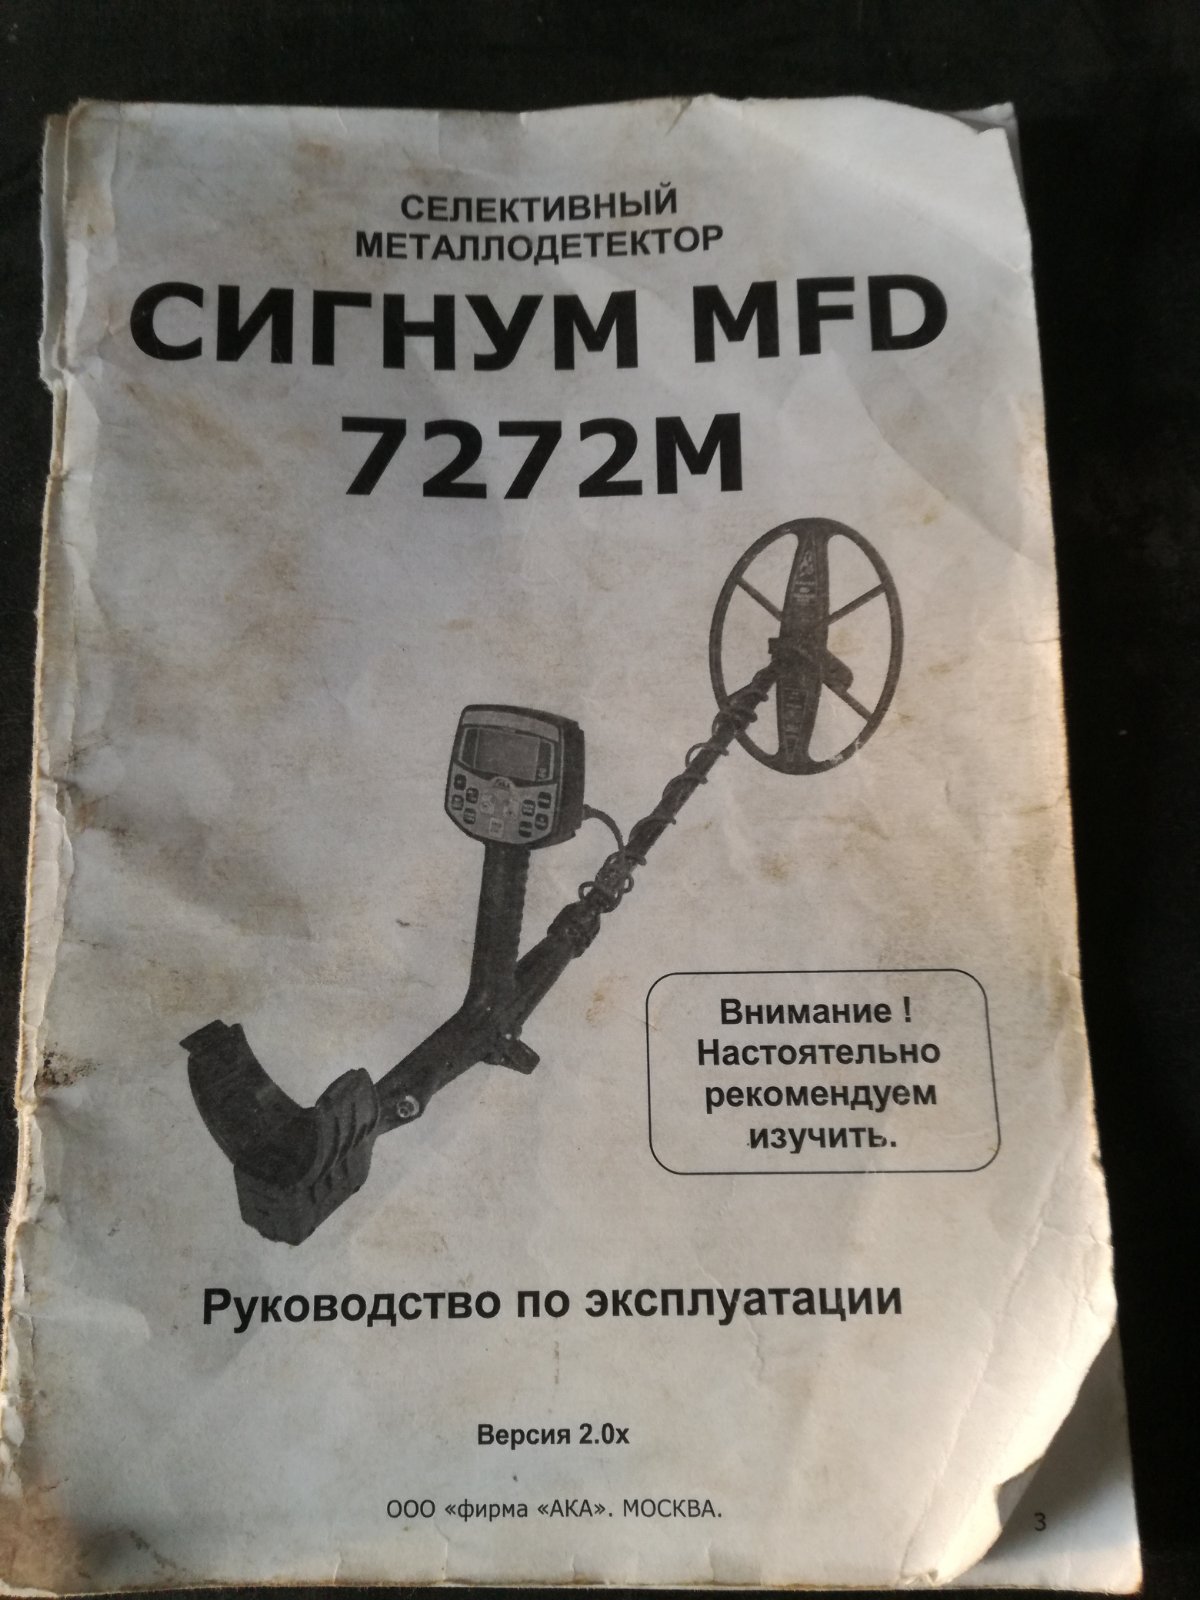 СЕЛЕКТИВНЫЙ
МЕТАЛЛОДЕТЕКТОР
СИГНУМ MFD
7272М
Внимание !
Настоятельно
рекомендуем
изучить.
Руководство по эксплуатации
Версия 2.0х
ООО «фирма «АКА». МОСКВА.
3